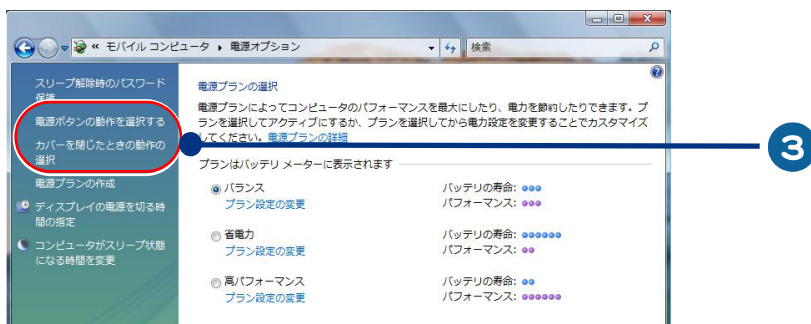 « モバイル コンピュータ ▸ 電源オプション
検索
スリープ解除時のパスワード
保護
電源ボタンの動作を選択する
カバーを閉じたときの動作の
選択
電源プランの作成
ディスプレイの電源を切る時
間の指定
コンピュータがスリープ状態
になる時間を変更
電源プランの選択
電源プランによってコンピュータのパフォーマンスを最大にしたり、電力を節約したりできます。プ
ランを選択してアクティブにするか、プランを選択してから電力設定を変更することでカスタマイズ
してください。電源プランの詳細
プランはバッテリ メーターに表示されます
バランス
バッテリの寿命:
プラン設定の変更
パフォーマンス:
省電力
バッテリの寿命:
プラン設定の変更
パフォーマンス:
高パフォーマンス
バッテリの寿命:
プラン設定の変更
パフォーマンス:
3